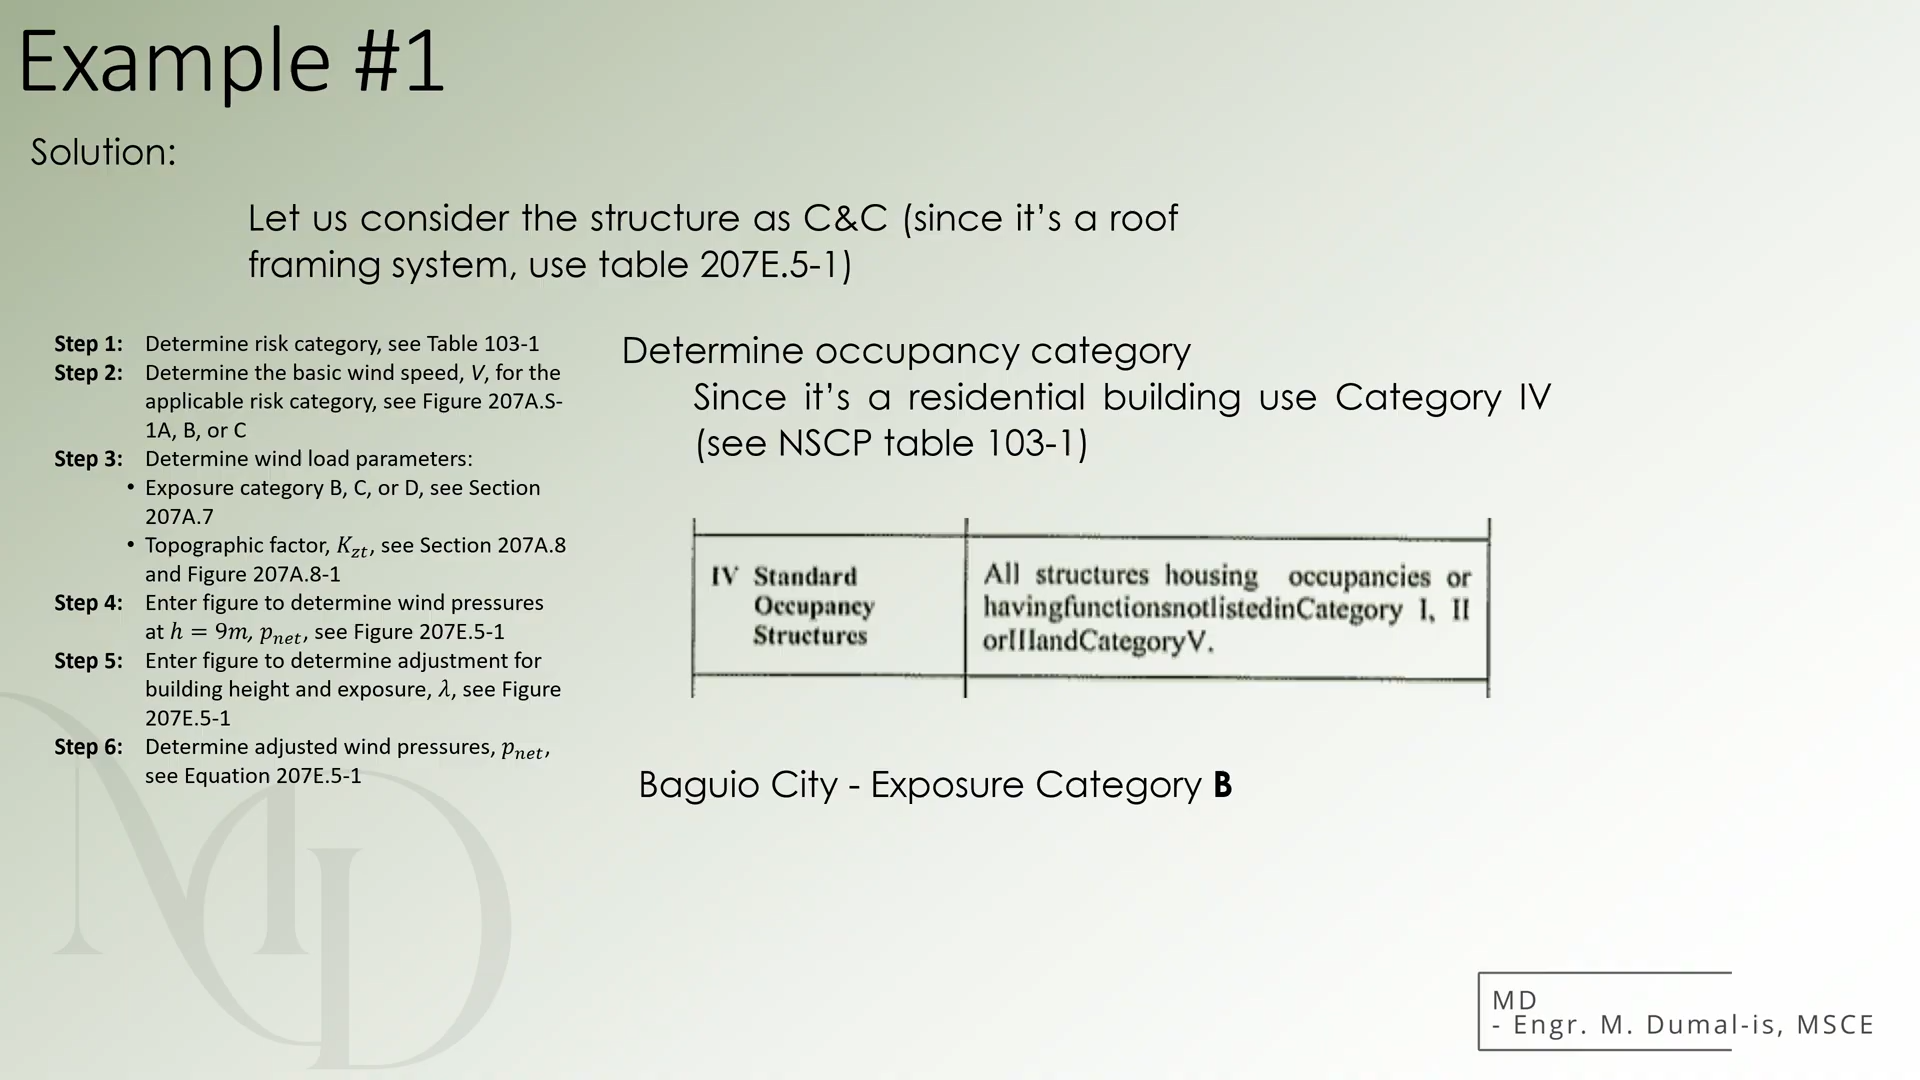 Example #1
Solution:
Let us consider the structure as C&C (since it’s a roof
framing system, use table 207E.5-1)
Step 1: Determine risk category, see Table 103-1
Step 2: Determine the basic wind speed, V, for the
applicable risk category, see Figure 207A.S-
1A, B, or C
Step 3: Determine wind load parameters:
• Exposure category B, C, or D, see Section
207A.7
• Topographic factor, K_zt, see Section 207A.8
and Figure 207A.8-1
Step 4: Enter figure to determine wind pressures
at h = 9m, p_net, see Figure 207E.5-1
Step 5: Enter figure to determine adjustment for
building height and exposure, λ, see Figure
207E.5-1
Step 6: Determine adjusted wind pressures, p_net,
see Equation 207E.5-1
Determine occupancy category
Since it’s a residential building use Category IV
(see NSCP table 103-1)
IV Standard
Occupancy
Structures
All structures housing occupancies or
havingfunctionsnotlistedinCategory I, II
orIIIandCategoryV.
Baguio City - Exposure Category B
MD
MD
- Engr. M. Dumal-is, MSCE